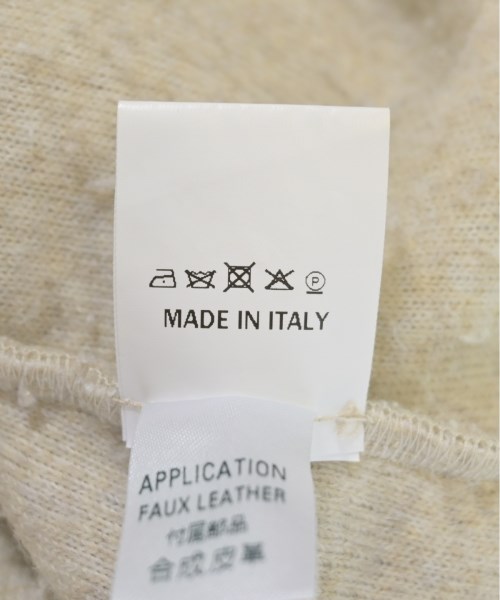 P
MADE IN ITALY
APPLICATION
FAUX LEATHER
付属部品
合成皮革